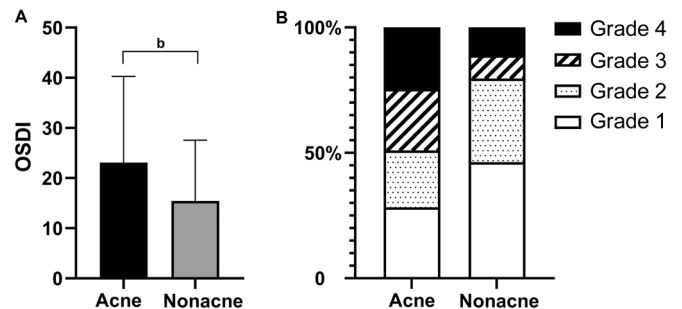 A
OSDI
50
40
30
20
10
0
b
Acne Nonacne
B
100%
50%
0
Acne Nonacne
Grade 4
Grade 3
Grade 2
Grade 1